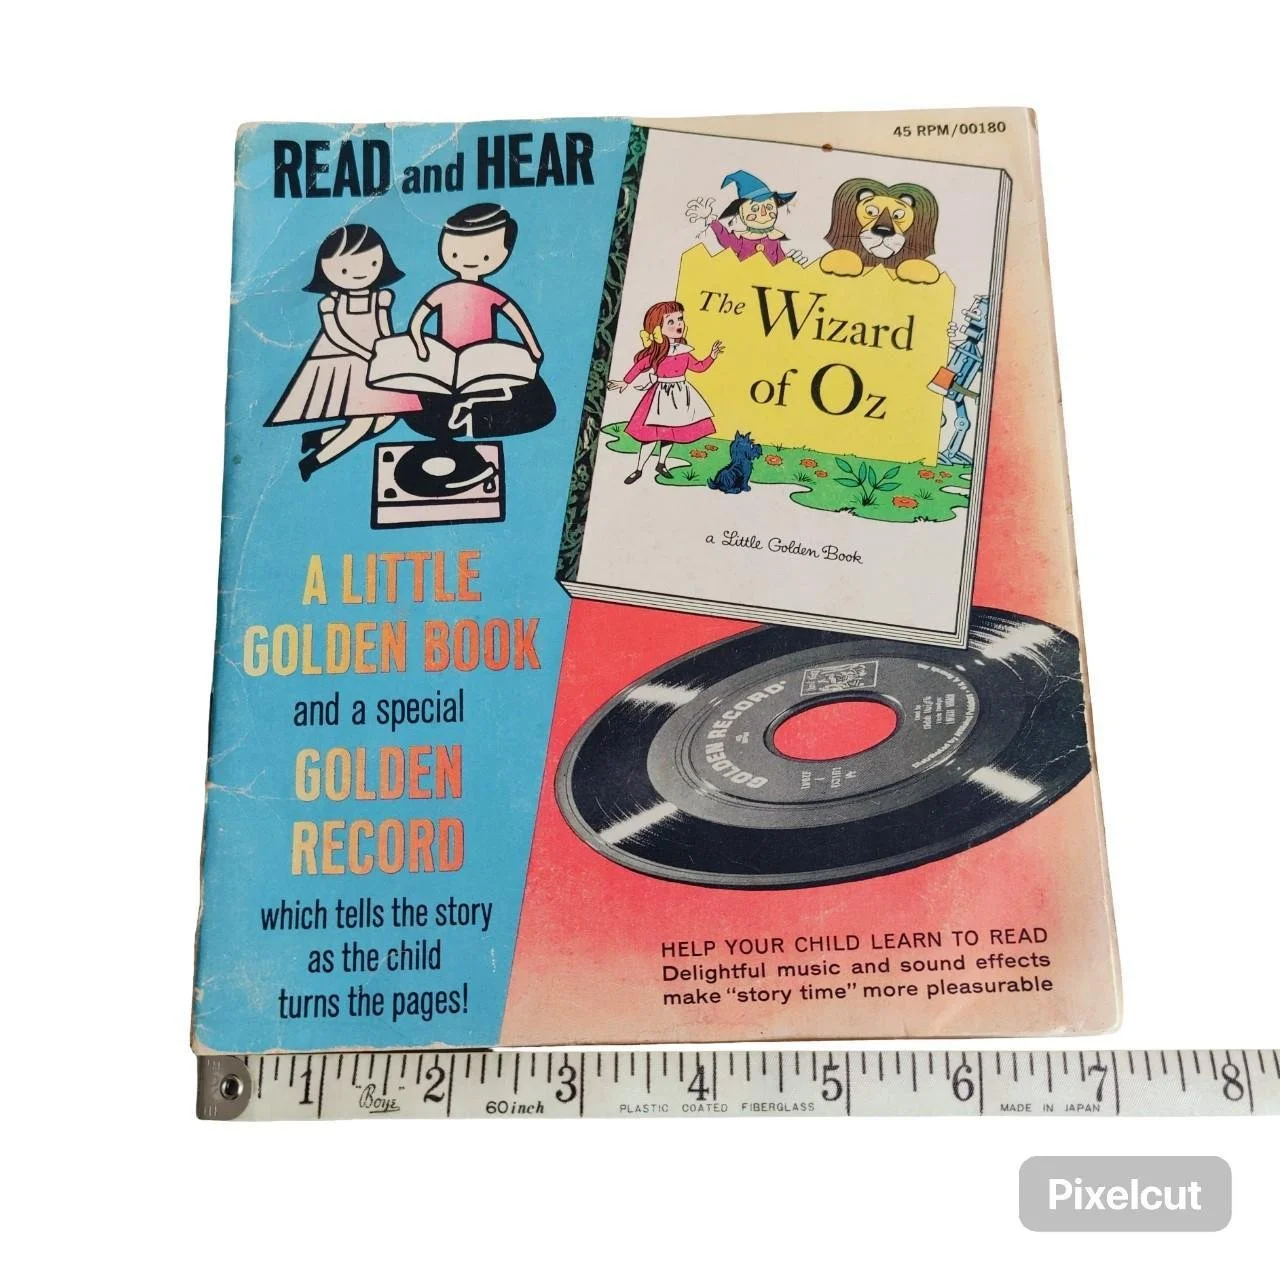 READ and HEAR
45 RPM/00180
The Wizard
of Oz
a Little Golden Book
A LITTLE
GOLDEN BOOK
and a special
GOLDEN
RECORD
which tells the story
as the child
turns the pages!
GOLDEN RECORD
HELP YOUR CHILD LEARN TO READ
Delightful music and sound effects
make "story time" more pleasurable
1 "Boye" 2 60 inch 3 4 5 6 7 8
PLASTIC COATED FIBERGLASS MADE IN JAPAN
Pixelcut